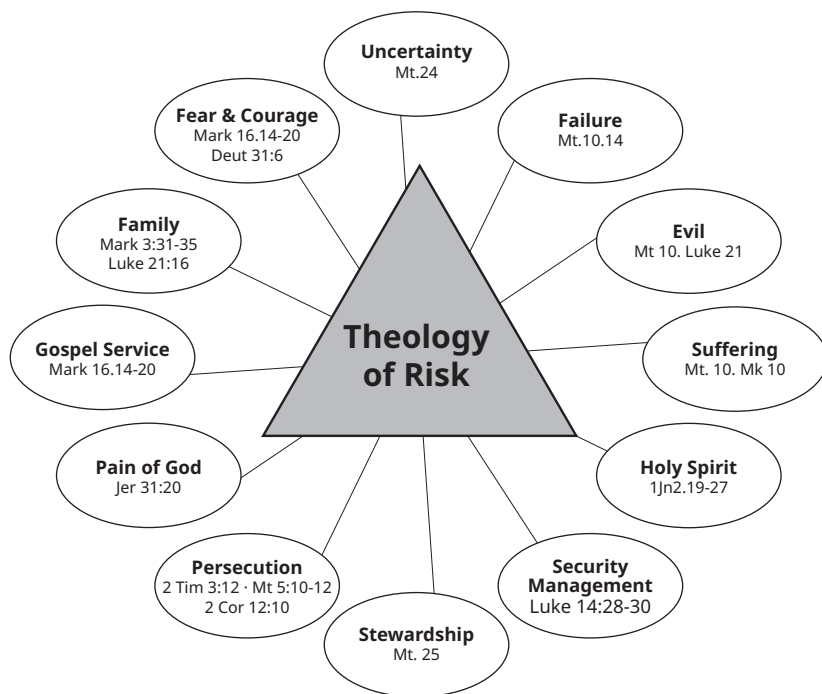 Uncertainty
Mt.24
Fear & Courage
Mark 16.14-20
Deut 31:6
Failure
Mt.10.14
Family
Mark 3:31-35
Luke 21:16
Evil
Mt 10. Luke 21
Theology
of Risk
Gospel Service
Mark 16.14-20
Suffering
Mt. 10. Mk 10
Pain of God
Jer 31:20
Holy Spirit
1Jn2.19-27
Persecution
2 Tim 3:12 · Mt 5:10-12
2 Cor 12:10
Security
Management
Luke 14:28-30
Stewardship
Mt. 25